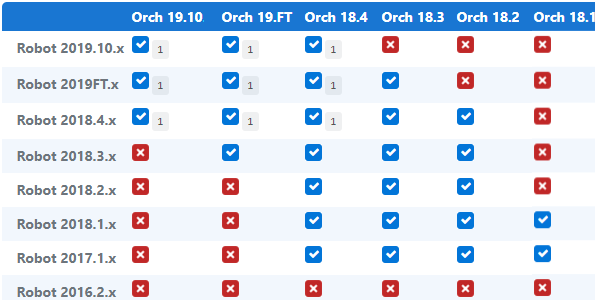 Orch 19.10 Orch 19.FT Orch 18.4 Orch 18.3 Orch 18.2 Orch 18.1
Robot 2019.10.x 1 1 1
Robot 2019FT.x 1 1 1
Robot 2018.4.x 1 1 1
Robot 2018.3.x
Robot 2018.2.x
Robot 2018.1.x
Robot 2017.1.x
Robot 2016.2.x